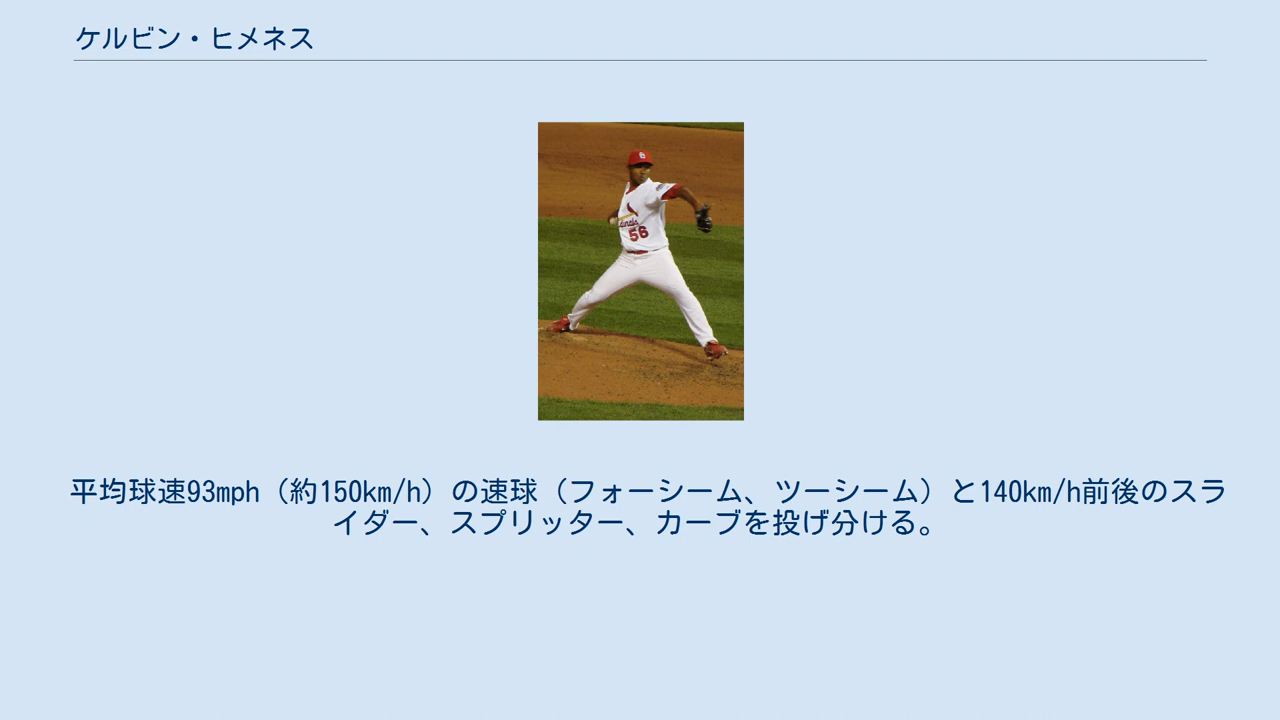 ケルビン・ヒメネス
56
平均球速93mph（約150km/h）の速球（フォーシーム、ツーシーム）と140km/h前後のスラ
イダー、スプリッター、カーブを投げ分ける。